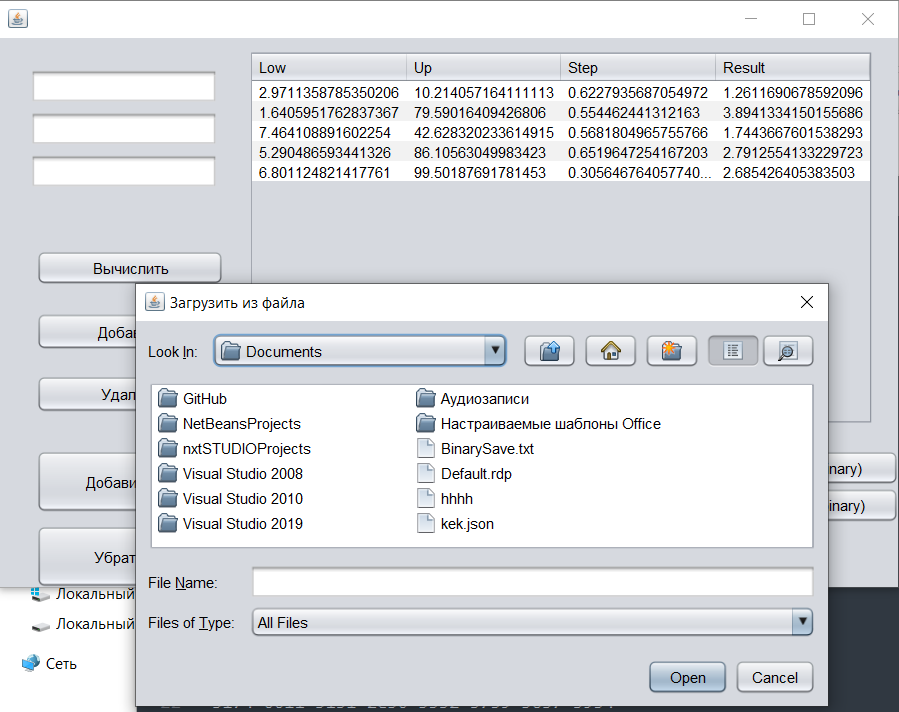 Low Up Step Result
2.9711358785350206 10.214057164111113 0.6227935687054972 1.2611690678592096
1.6405951762837367 79.59016409426806 0.554462441312163 3.8941334150155686
7.464108891602254 42.628320233614915 0.5681804965755766 1.7443667601538293
5.290486593441326 86.10563049983423 0.6519647254167203 2.7912554133229723
6.801124821417761 99.50187691781453 0.305646764057740... 2.685426405383503
Вычислить
Добав
Удал
Добави
Убрат
nary)
inary)
Загрузить из файла
Look In: Documents
GitHub
NetBeansProjects
nxtSTUDIOProjects
Visual Studio 2008
Visual Studio 2010
Visual Studio 2019
Аудиозаписи
Настраиваемые шаблоны Office
BinarySave.txt
Default.rdp
hhhh
kek.json
File Name:
Files of Type: All Files
Open Cancel
Локальный
Локальный
Сеть